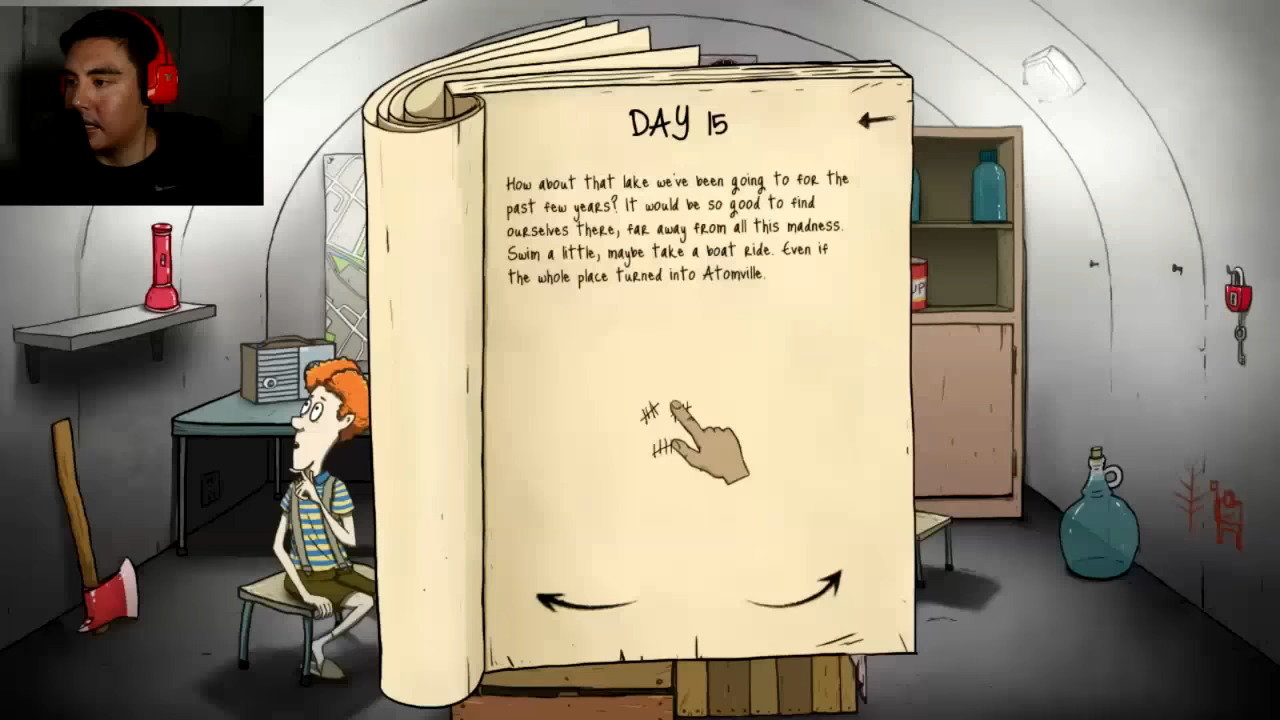 DAY 15
How about that lake we've been going to for the
past few years? It would be so good to find
ourselves there, far away from all this madness.
Swim a little, maybe take a boat ride. Even if
the whole place turned into Atomville.